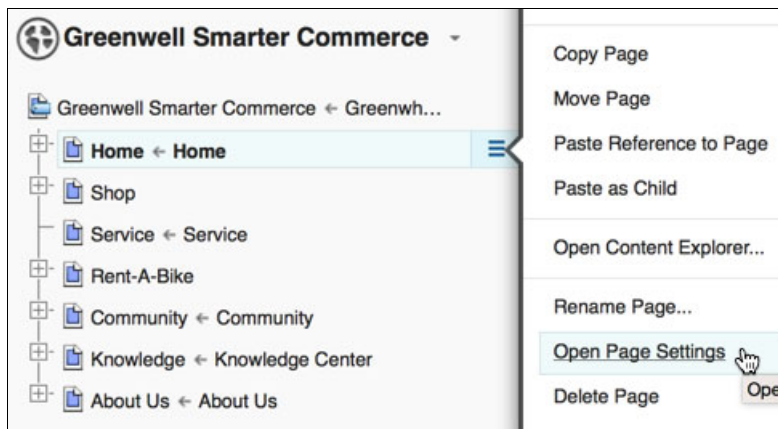 Greenwell Smarter Commerce
Greenwell Smarter Commerce ← Greenwh...
Home ← Home
Shop
Service ← Service
Rent-A-Bike
Community ← Community
Knowledge ← Knowledge Center
About Us ← About Us
Copy Page
Move Page
Paste Reference to Page
Paste as Child
Open Content Explorer...
Rename Page...
Open Page Settings
Delete Page
Ope